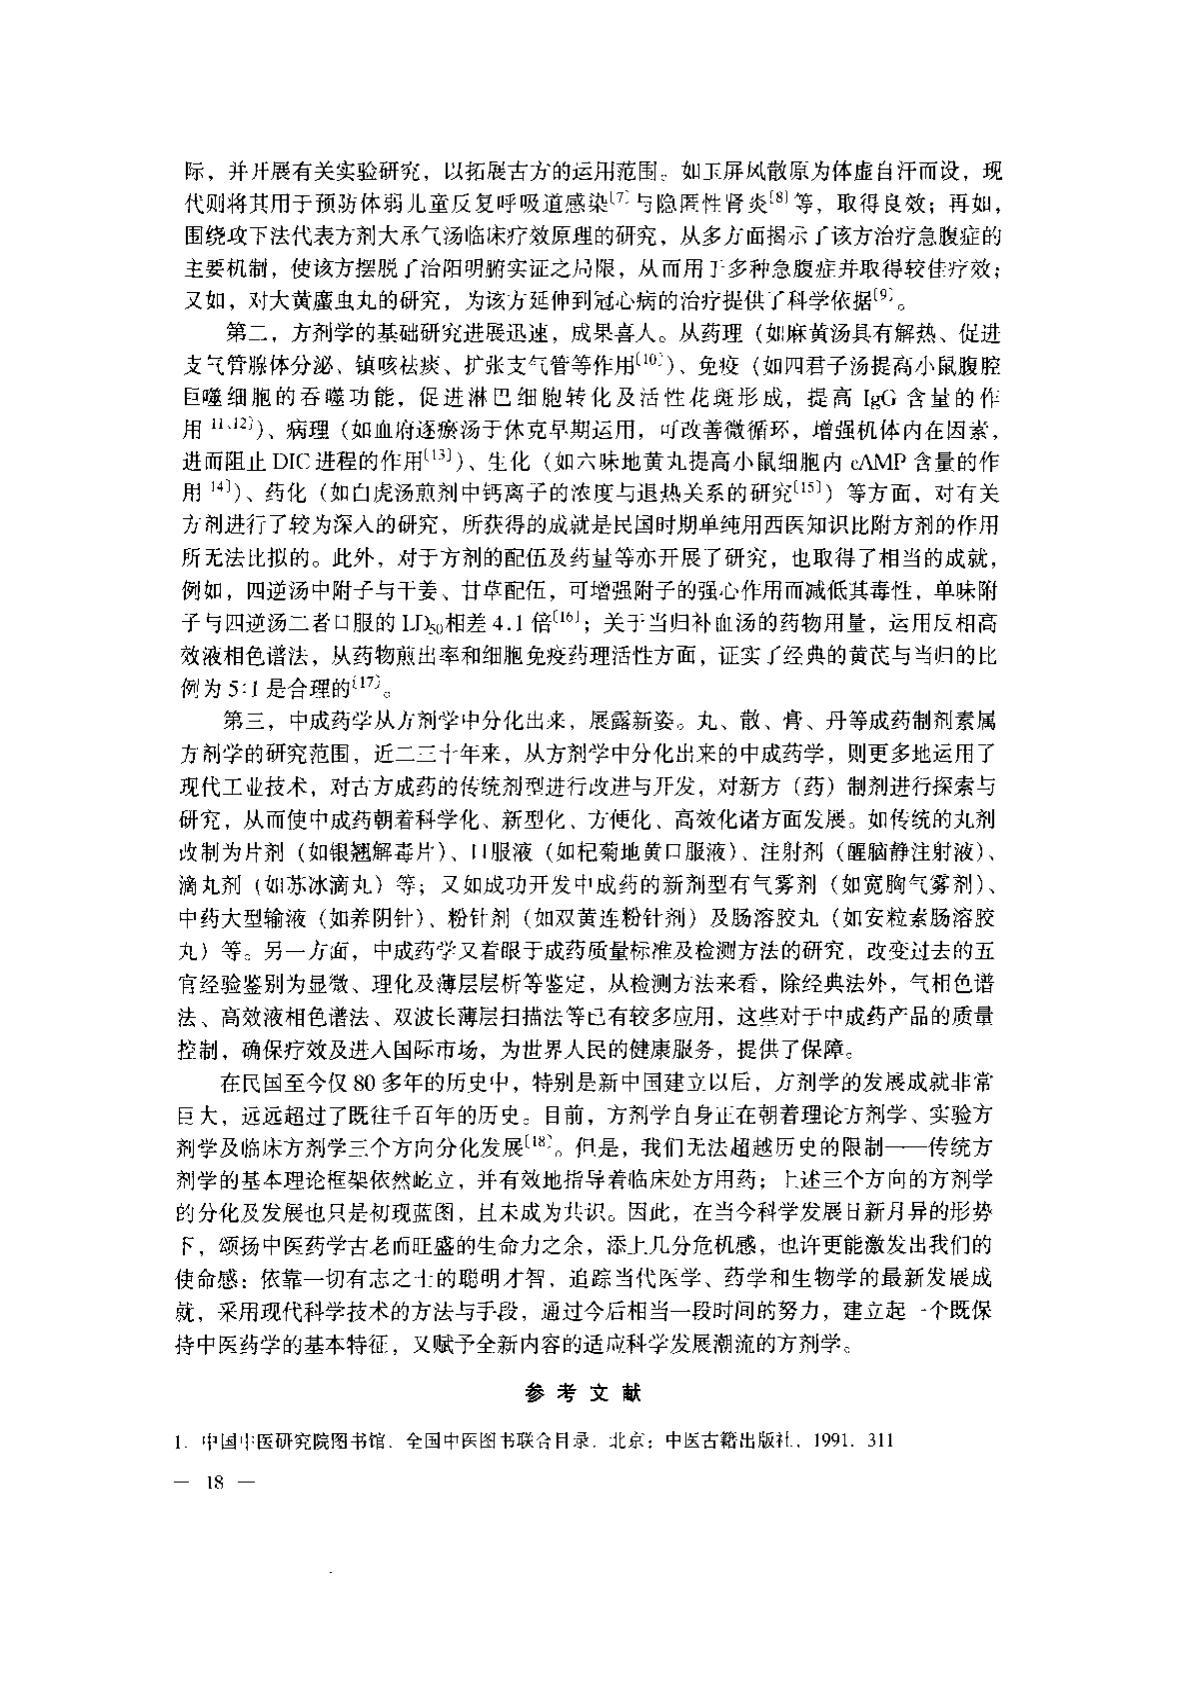 际，并开展有关实验研究，以拓展古方的运用范围。如玉屏风散原为体虚自汗而设，现
代则将其用于预防体弱儿童反复呼吸道感染〔7〕与隐匿性肾炎〔8〕等，取得良效；再如，
围绕攻下法代表方剂大承气汤临床疗效原理的研究，从多方面揭示了该方治疗急腹症的
主要机制，使该方摆脱了治阳明腑实证之局限，从而用于多种急腹症并取得较佳疗效；
又如，对大黄䗪虫丸的研究，为该方延伸到冠心病的治疗提供了科学依据〔9〕。
第二，方剂学的基础研究进展迅速，成果喜人。从药理（如麻黄汤具有解热、促进
支气管腺体分泌、镇咳祛痰、扩张支气管等作用〔10〕）、免疫（如四君子汤提高小鼠腹腔
巨噬细胞的吞噬功能，促进淋巴细胞转化及活性花斑形成，提高 IgG 含量的作
用 11、12〕）、病理（如血府逐瘀汤于休克早期运用，可改善微循环，增强机体内在因素，
进而阻止 DIC 进程的作用〔13〕）、生化（如六味地黄丸提高小鼠细胞内 cAMP 含量的作
用 14〕）、药化（如白虎汤煎剂中钙离子的浓度与退热关系的研究〔15〕）等方面，对有关
方剂进行了较为深入的研究，所获得的成就是民国时期单纯用西医知识比附方剂的作用
所无法比拟的。此外，对于方剂的配伍及药量等亦开展了研究，也取得了相当的成就，
例如，四逆汤中附子与干姜、甘草配伍，可增强附子的强心作用而减低其毒性，单味附
子与四逆汤二者口服的 LD50相差 4.1 倍〔16〕；关于当归补血汤的药物用量，运用反相高
效液相色谱法，从药物煎出率和细胞免疫药理活性方面，证实了经典的黄芪与当归的比
例为 5:1 是合理的〔17〕。
第三，中成药学从方剂学中分化出来，展露新姿。丸、散、膏、丹等成药制剂素属
方剂学的研究范围，近二三十年来，从方剂学中分化出来的中成药学，则更多地运用了
现代工业技术，对古方成药的传统剂型进行改进与开发，对新方（药）制剂进行探索与
研究，从而使中成药朝着科学化、新型化、方便化、高效化诸方面发展。如传统的丸剂
改制为片剂（如银翘解毒片）、口服液（如杞菊地黄口服液）、注射剂（醒脑静注射液）、
滴丸剂（如苏冰滴丸）等；又如成功开发中成药的新剂型有气雾剂（如宽胸气雾剂）、
中药大型输液（如养阴针）、粉针剂（如双黄连粉针剂）及肠溶胶丸（如安粒素肠溶胶
丸）等。另一方面，中成药学又着眼于成药质量标准及检测方法的研究，改变过去的五
官经验鉴别为显微、理化及薄层层析等鉴定，从检测方法来看，除经典法外，气相色谱
法、高效液相色谱法、双波长薄层扫描法等已有较多应用，这些对于中成药产品的质量
控制，确保疗效及进入国际市场，为世界人民的健康服务，提供了保障。
在民国至今仅 80 多年的历史中，特别是新中国建立以后，方剂学的发展成就非常
巨大，远远超过了既往千百年的历史。目前，方剂学自身正在朝着理论方剂学、实验方
剂学及临床方剂学三个方向分化发展〔18〕。但是，我们无法超越历史的限制——传统方
剂学的基本理论框架依然屹立，并有效地指导着临床处方用药；上述三个方向的方剂学
的分化及发展也只是初现蓝图，且未成为共识。因此，在当今科学发展日新月异的形势
下，颂扬中医药学古老而旺盛的生命力之余，添上几分危机感，也许更能激发出我们的
使命感：依靠一切有志之士的聪明才智，追踪当代医学、药学和生物学的最新发展成
就，采用现代科学技术的方法与手段，通过今后相当一段时间的努力，建立起一个既保
持中医药学的基本特征，又赋予全新内容的适应科学发展潮流的方剂学。
参 考 文 献
1. 中国中医研究院图书馆．全国中医图书联合目录．北京：中医古籍出版社，1991．311
— 18 —